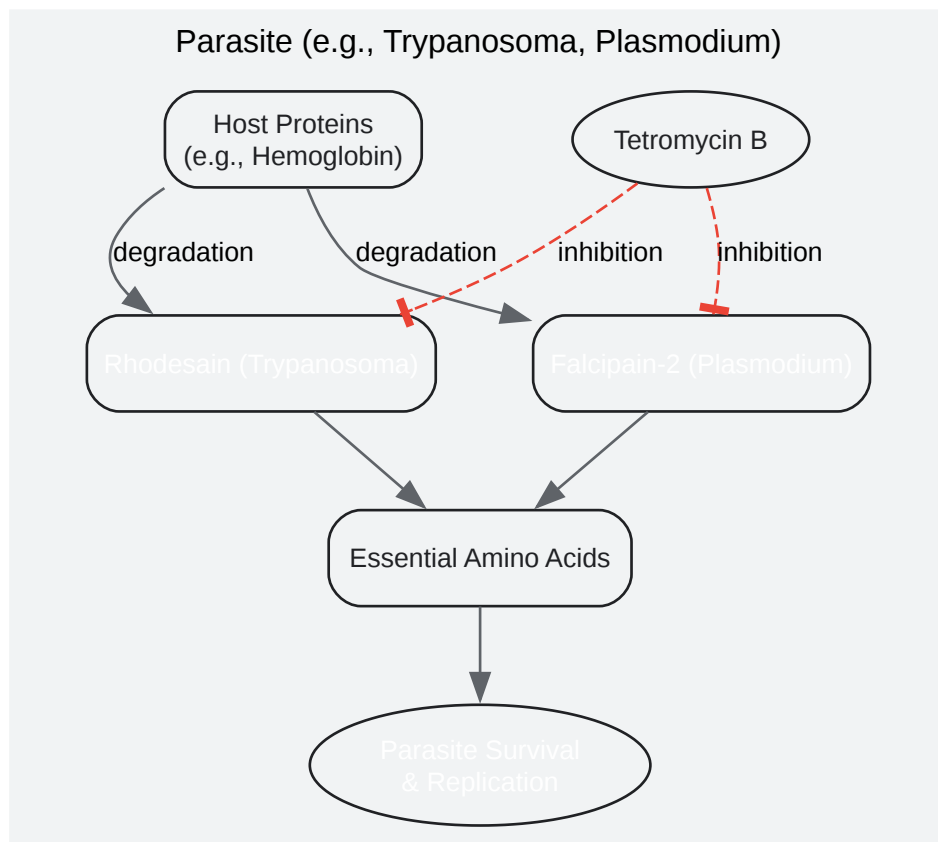 Parasite (e.g., Trypanosoma, Plasmodium)
Host Proteins
(e.g., Hemoglobin)
Tetromycin B
degradation
degradation
inhibition
inhibition
Rhodesain (Trypanosoma)
Falcipain-2 (Plasmodium)
Essential Amino Acids
Parasite Survival
& Replication